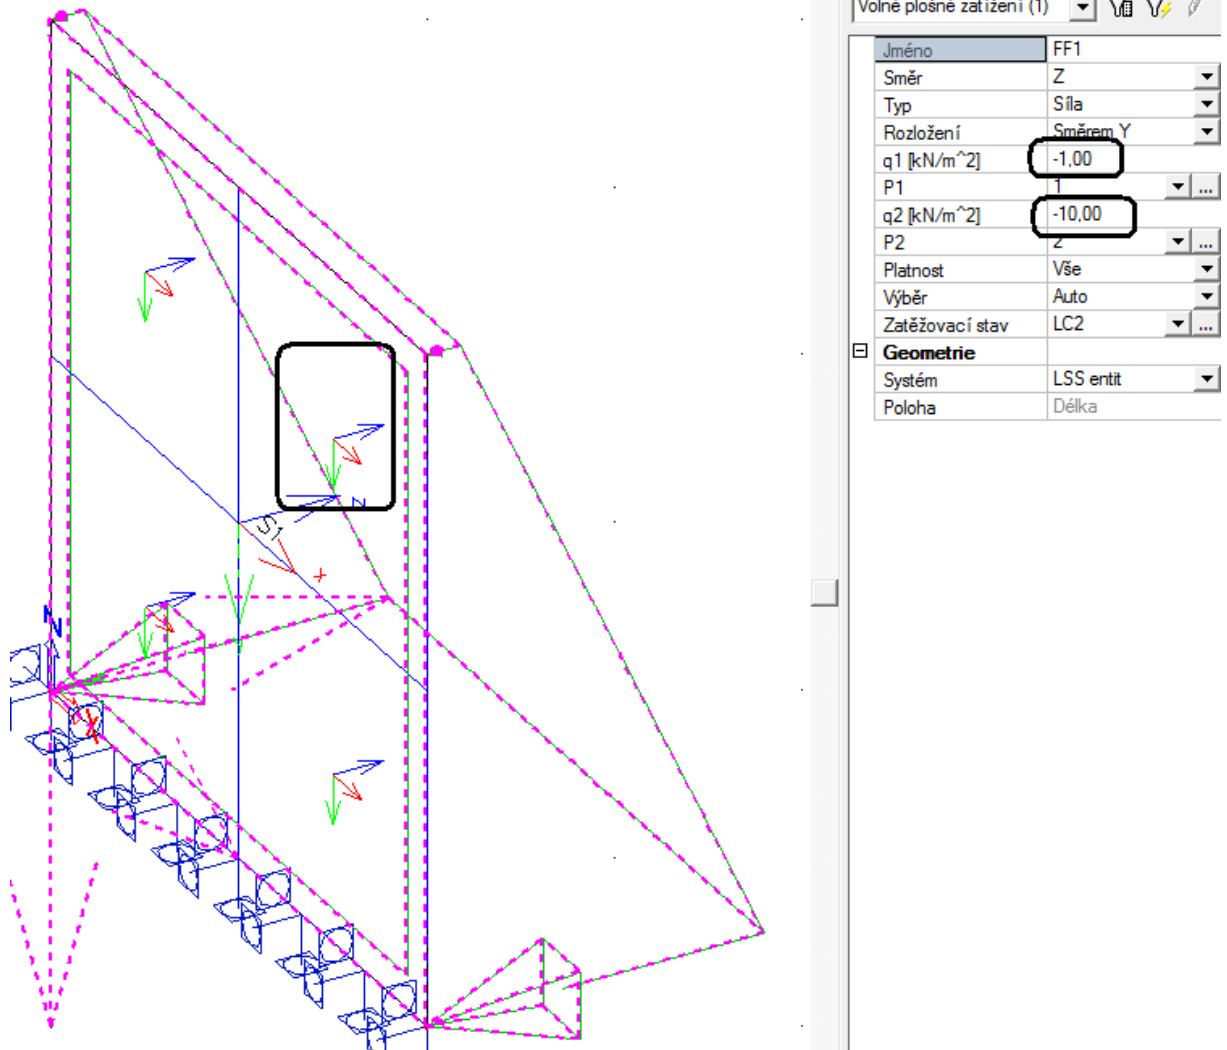 Volné plošné zatížení (1)
Jméno FF1
Směr Z
Typ Síla
Rozložení Směrem Y
q1 [kN/m^2] -1,00
P1 1
q2 [kN/m^2] -10,00
P2 2
Platnost Vše
Výběr Auto
Zatěžovací stav LC2 ...
Geometrie
Systém LSS entit
Poloha Délka
z
S1
x
X